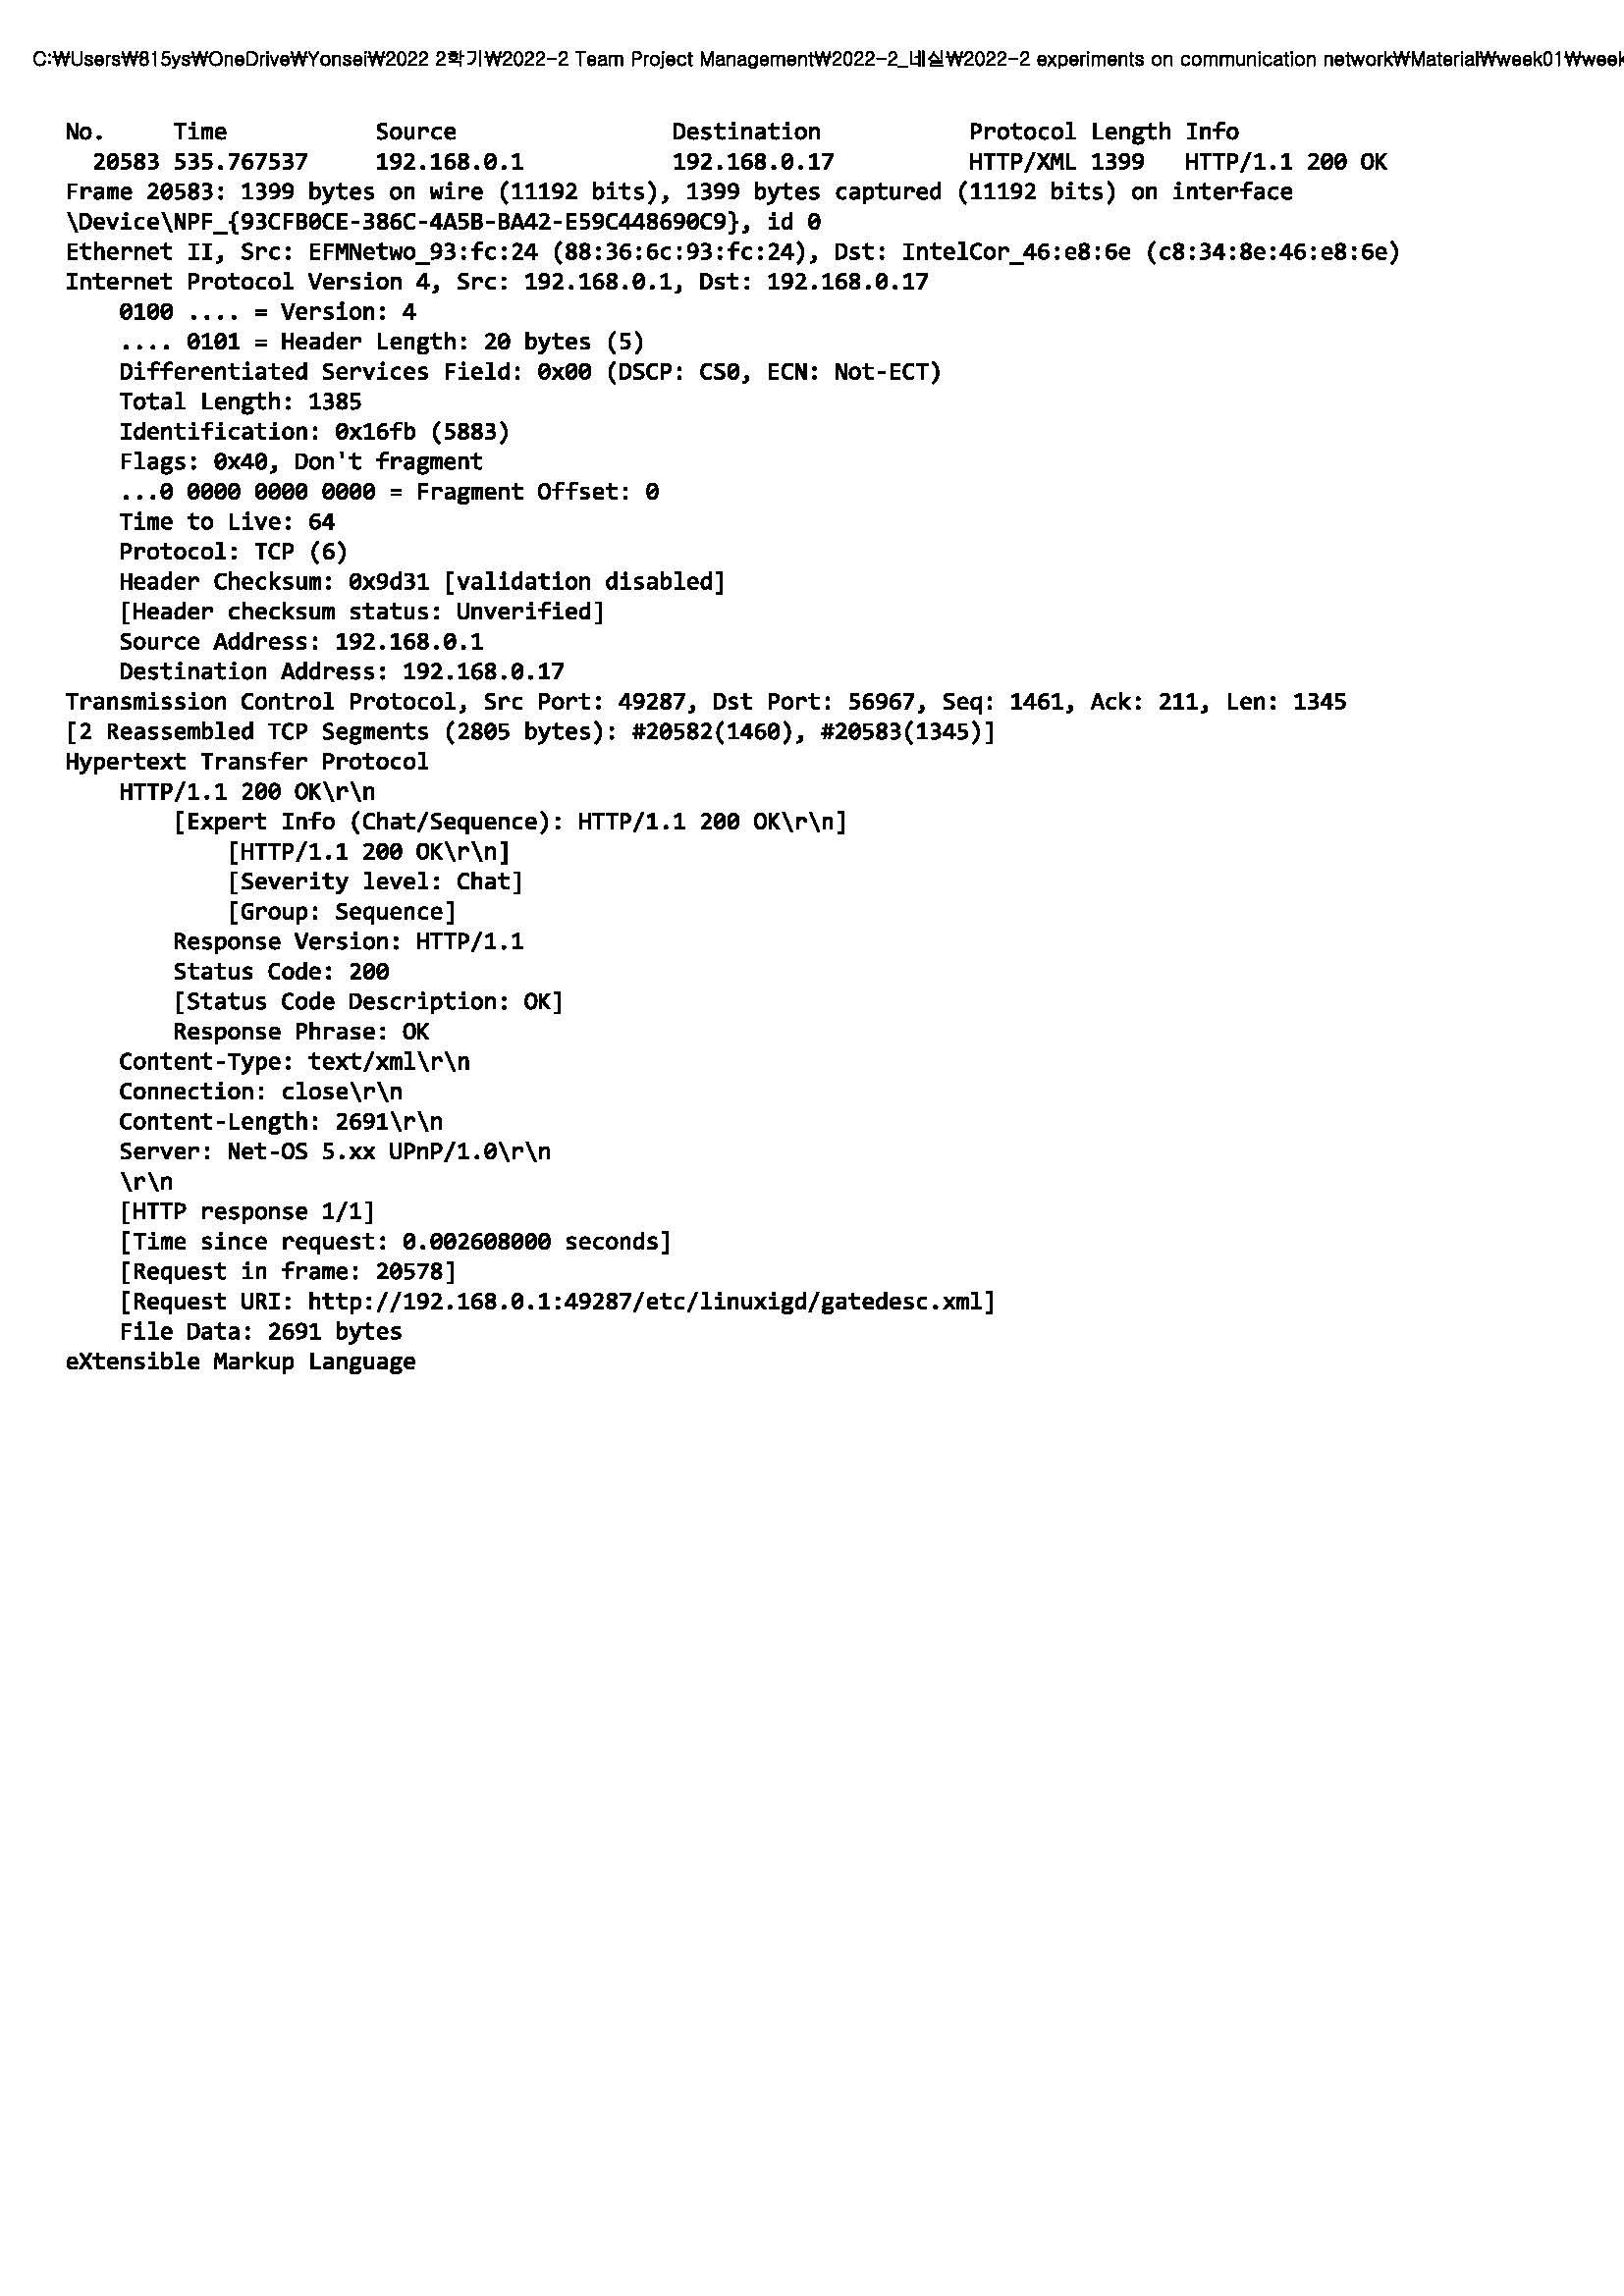 C:₩Users₩815ys₩OneDrive₩Yonsei₩2022 2학기₩2022-2 Team Project Management₩2022-2_네실₩2022-2 experiments on communication network₩Material₩week01₩week
No.     Time           Source                Destination           Protocol Length Info
  20583 535.767537     192.168.0.1           192.168.0.17          HTTP/XML 1399   HTTP/1.1 200 OK
Frame 20583: 1399 bytes on wire (11192 bits), 1399 bytes captured (11192 bits) on interface
\Device\NPF_{93CFB0CE-386C-4A5B-BA42-E59C448690C9}, id 0
Ethernet II, Src: EFMNetwo_93:fc:24 (88:36:6c:93:fc:24), Dst: IntelCor_46:e8:6e (c8:34:8e:46:e8:6e)
Internet Protocol Version 4, Src: 192.168.0.1, Dst: 192.168.0.17
    0100 .... = Version: 4
    .... 0101 = Header Length: 20 bytes (5)
    Differentiated Services Field: 0x00 (DSCP: CS0, ECN: Not-ECT)
    Total Length: 1385
    Identification: 0x16fb (5883)
    Flags: 0x40, Don't fragment
    ...0 0000 0000 0000 = Fragment Offset: 0
    Time to Live: 64
    Protocol: TCP (6)
    Header Checksum: 0x9d31 [validation disabled]
    [Header checksum status: Unverified]
    Source Address: 192.168.0.1
    Destination Address: 192.168.0.17
Transmission Control Protocol, Src Port: 49287, Dst Port: 56967, Seq: 1461, Ack: 211, Len: 1345
[2 Reassembled TCP Segments (2805 bytes): #20582(1460), #20583(1345)]
Hypertext Transfer Protocol
    HTTP/1.1 200 OK\r\n
        [Expert Info (Chat/Sequence): HTTP/1.1 200 OK\r\n]
            [HTTP/1.1 200 OK\r\n]
            [Severity level: Chat]
            [Group: Sequence]
        Response Version: HTTP/1.1
        Status Code: 200
        [Status Code Description: OK]
        Response Phrase: OK
    Content-Type: text/xml\r\n
    Connection: close\r\n
    Content-Length: 2691\r\n
    Server: Net-OS 5.xx UPnP/1.0\r\n
    \r\n
    [HTTP response 1/1]
    [Time since request: 0.002608000 seconds]
    [Request in frame: 20578]
    [Request URI: http://192.168.0.1:49287/etc/linuxigd/gatedesc.xml]
    File Data: 2691 bytes
eXtensible Markup Language